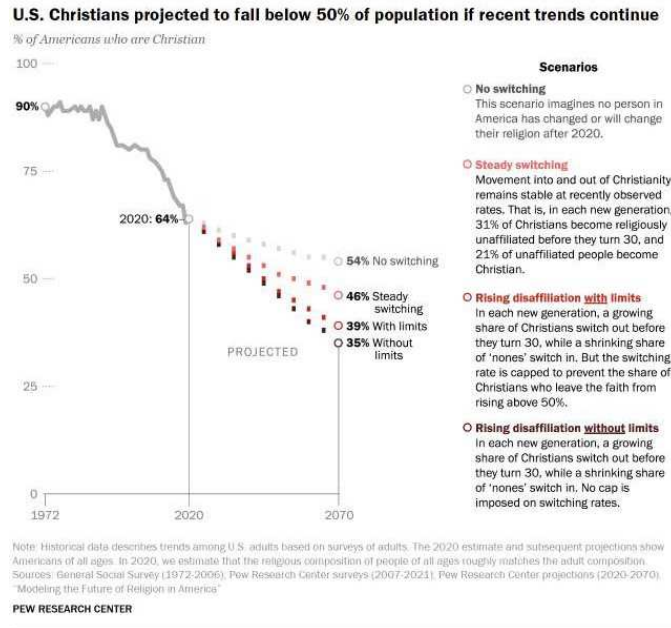 U.S. Christians projected to fall below 50% of population if recent trends continue
% of Americans who are Christian
100
90%
75
2020: 64%
50
25
0
1972
2020
2070
PROJECTED
54% No switching
46% Steady
switching
39% With limits
35% Without
limits
Scenarios
No switching
This scenario imagines no person in
America has changed or will change
their religion after 2020.
Steady switching
Movement into and out of Christianity
remains stable at recently observed
rates. That is, in each new generation,
31% of Christians become religiously
unaffiliated before they turn 30, and
21% of unaffiliated people become
Christian.
Rising disaffiliation with limits
In each new generation, a growing
share of Christians switch out before
they turn 30, while a shrinking share
of ‘nones’ switch in. But the switching
rate is capped to prevent the share of
Christians who leave the faith from
rising above 50%.
Rising disaffiliation without limits
In each new generation, a growing
share of Christians switch out before
they turn 30, while a shrinking share
of ‘nones’ switch in. No cap is
imposed on switching rates.
Note: Historical data describes trends among U.S. adults based on surveys of adults. The 2020 estimate and subsequent projections show
Americans of all ages. In 2020, we estimate that the religious composition of people of all ages roughly matches the adult composition.
Sources: General Social Survey (1972-2006), Pew Research Center surveys (2007-2021), Pew Research Center projections (2020-2070).
“Modeling the Future of Religion in America”
PEW RESEARCH CENTER